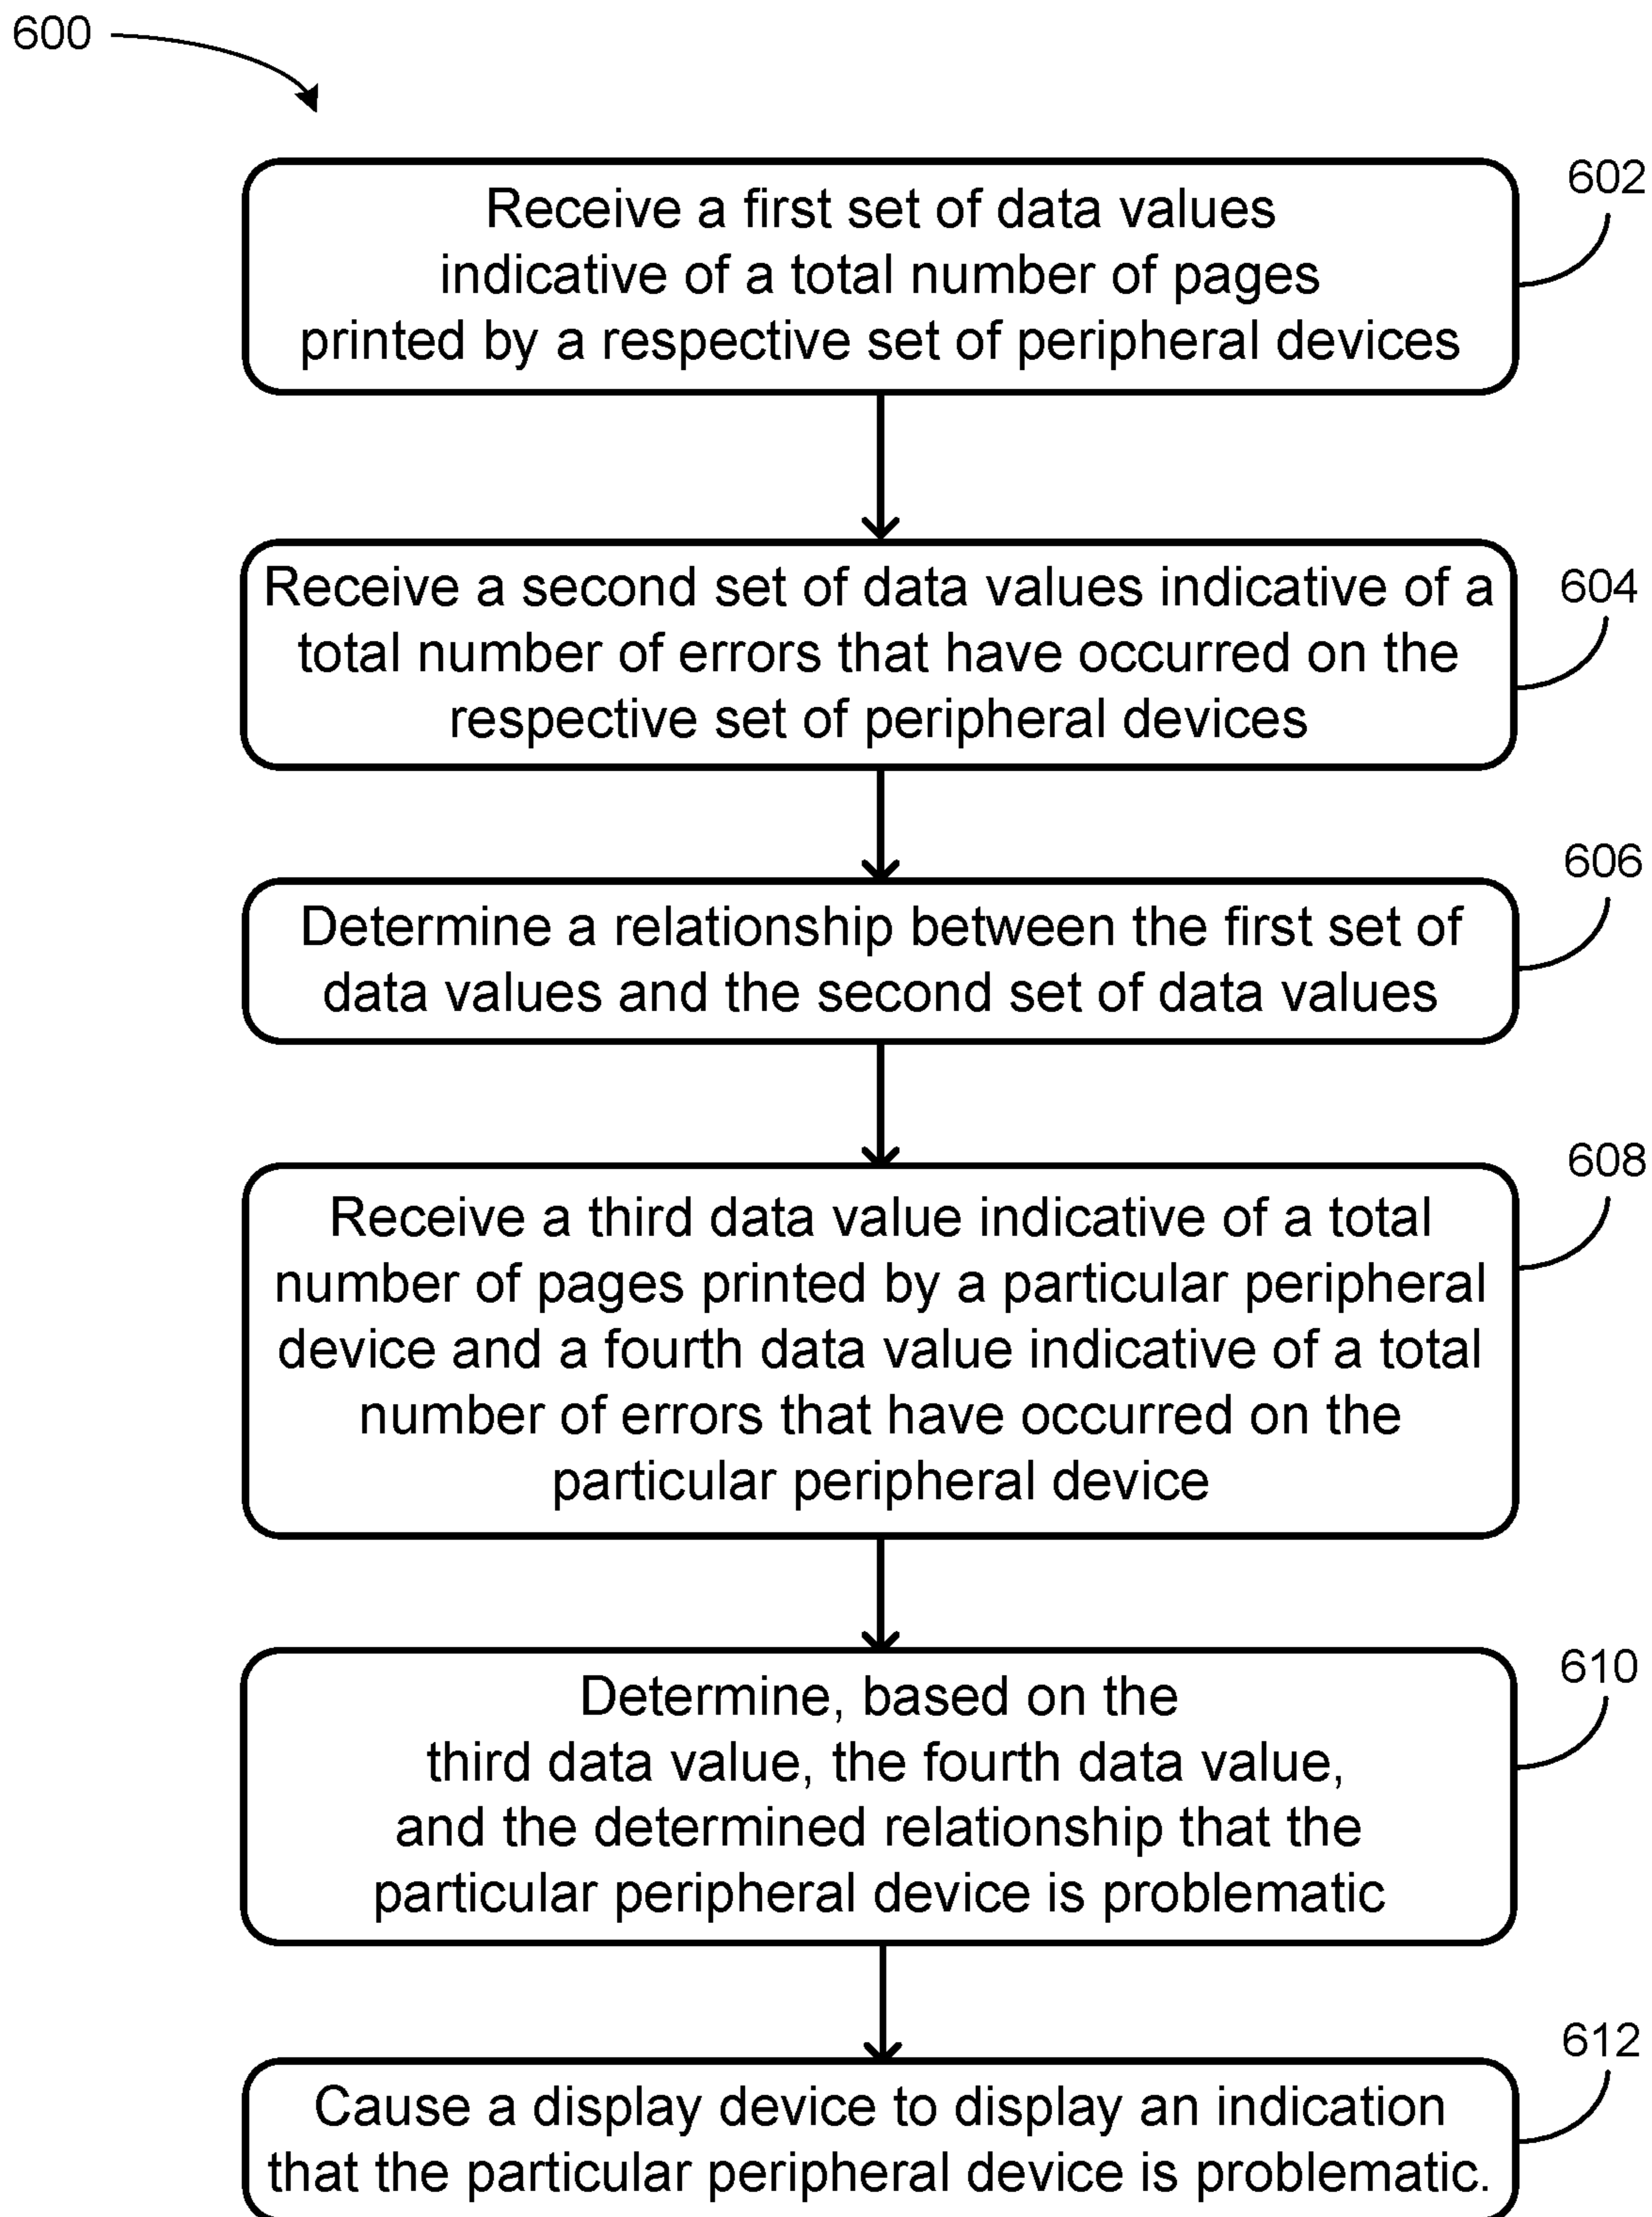 600
602
Receive a first set of data values
indicative of a total number of pages
printed by a respective set of peripheral devices
604
Receive a second set of data values indicative of a
total number of errors that have occurred on the
respective set of peripheral devices
606
Determine a relationship between the first set of
data values and the second set of data values
608
Receive a third data value indicative of a total
number of pages printed by a particular peripheral
device and a fourth data value indicative of a total
number of errors that have occurred on the
particular peripheral device
610
Determine, based on the
third data value, the fourth data value,
and the determined relationship that the
particular peripheral device is problematic
612
Cause a display device to display an indication
that the particular peripheral device is problematic.